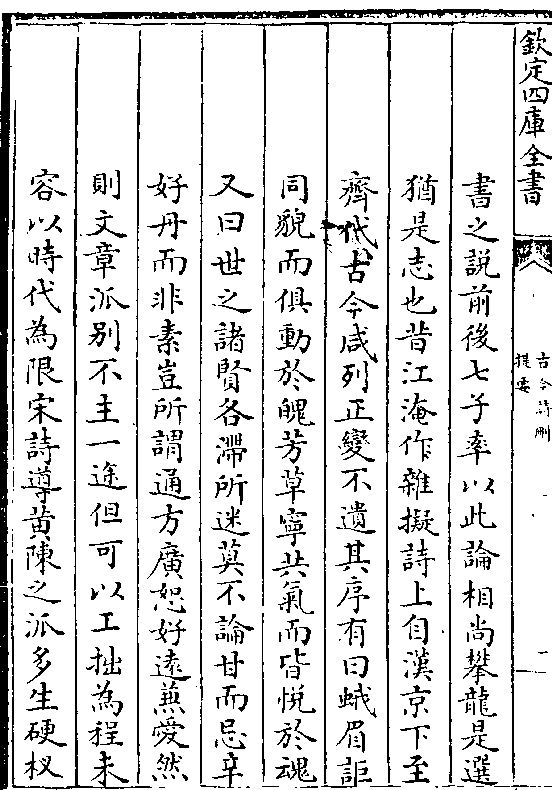 欽定四庫全書
古今詩刪
提要
二
書之説前後七子率以此論相尚攀龍是選
猶是志也昔江淹作雜擬詩上自漢京下至
齊代古今咸列正變不遺其序有曰蛾眉詎
同貌而俱動於魄芳草寧共氣而皆悅於魂
又曰世之諸賢各滯所迷莫不論甘而忌辛
好丹而非素豈所謂通方廣恕好遠兼愛然
則文章派别不主一途但可以工拙為程未
容以時代為限宋詩導黄陳之派多生硬杈